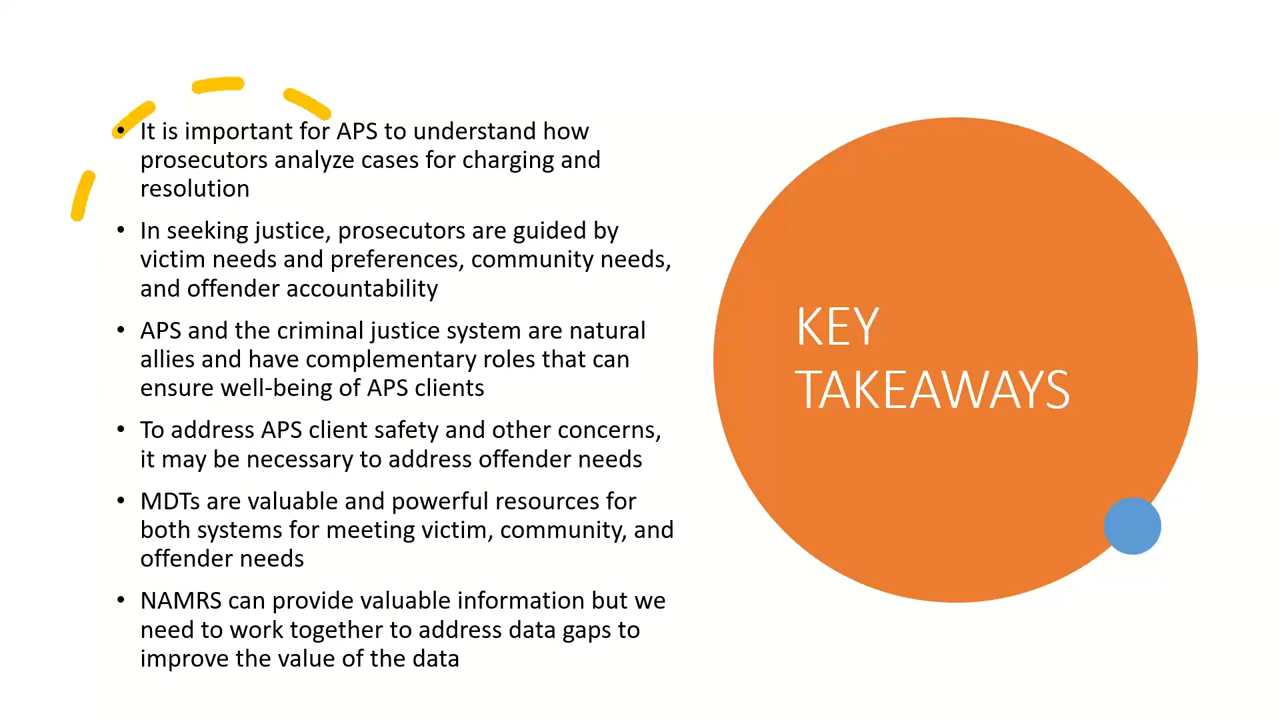 • It is important for APS to understand how
prosecutors analyze cases for charging and
resolution
• In seeking justice, prosecutors are guided by
victim needs and preferences, community needs,
and offender accountability
• APS and the criminal justice system are natural
allies and have complementary roles that can
ensure well-being of APS clients
• To address APS client safety and other concerns,
it may be necessary to address offender needs
• MDTs are valuable and powerful resources for
both systems for meeting victim, community, and
offender needs
• NAMRS can provide valuable information but we
need to work together to address data gaps to
improve the value of the data
KEY
TAKEAWAYS